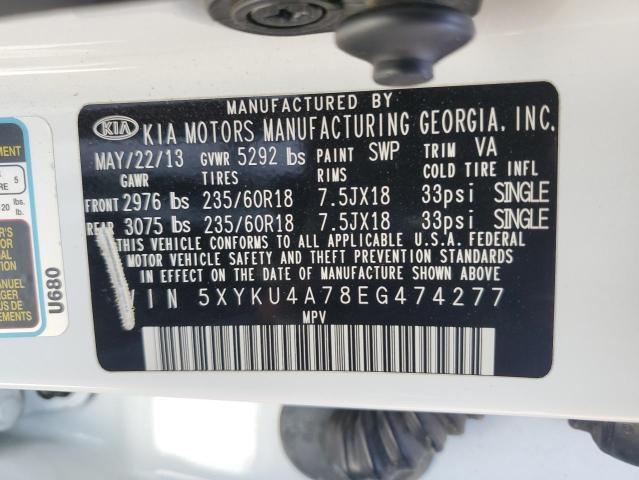 MANUFACTURED BY
KIA KIA MOTORS MANUFACTURING GEORGIA, INC.
MAY/22/13 GVWR 5292 lbs PAINT SWP TRIM VA
GAWR TIRES RIMS COLD TIRE INFL
FRONT 2976 lbs 235/60R18 7.5JX18 33psi SINGLE
REAR 3075 lbs 235/60R18 7.5JX18 33psi SINGLE
THIS VEHICLE CONFORMS TO ALL APPLICABLE U.S.A. FEDERAL
MOTOR VEHICLE SAFETY AND THEFT PREVENTION STANDARDS
IN EFFECT ON THE DATE OF MANUFACTURE SHOWN ABOVE
VIN 5XYKU4A78EG474277
MPV
U680
5
lbs.